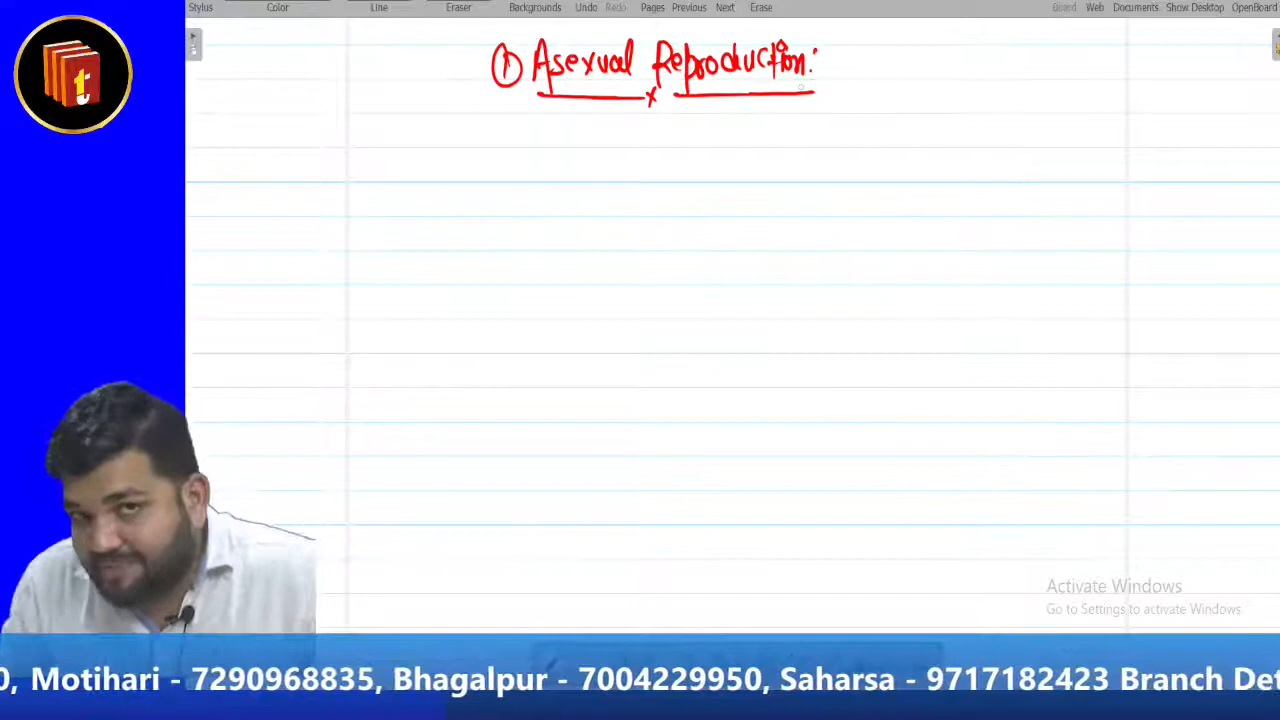 Stylus Color Line Eraser Backgrounds Undo Redo Pages Previous Next Erase Board Web Documents Show Desktop OpenBoard
① Asexual Reproduction:
t
Activate Windows
Go to Settings to activate Windows
0, Motihari - 7290968835, Bhagalpur - 7004229950, Saharsa - 9717182423 Branch Det